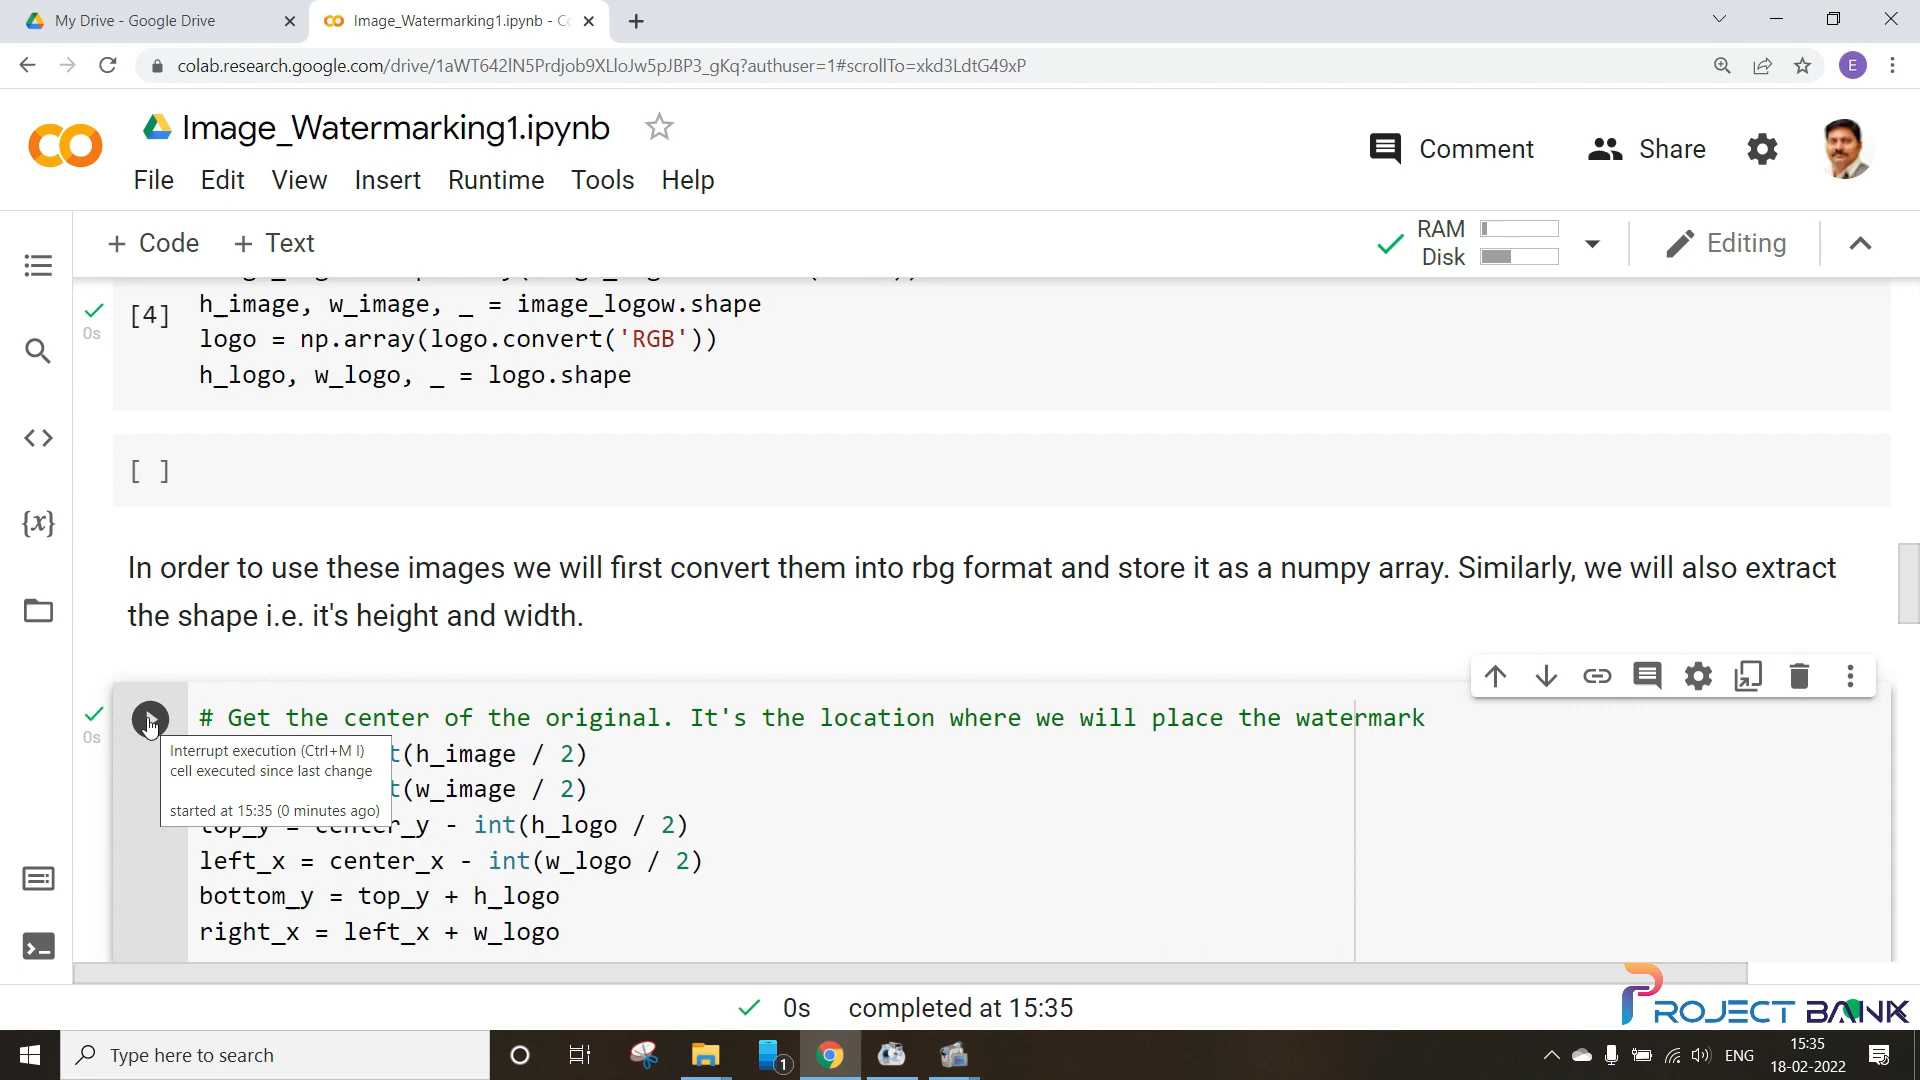 My Drive - Google Drive
Image_Watermarking1.ipynb - Co
colab.research.google.com/drive/1aWT642lN5Prdjob9XLloJw5pJBP3_gKq?authuser=1#scrollTo=xkd3LdtG49xP
E
Image_Watermarking1.ipynb
Comment
Share
File Edit View Insert Runtime Tools Help
+ Code + Text
RAM
Disk
Editing
[4]
0s
h_image, w_image, _ = image_logow.shape
logo = np.array(logo.convert('RGB'))
h_logo, w_logo, _ = logo.shape
[ ]
{x}
In order to use these images we will first convert them into rbg format and store it as a numpy array. Similarly, we will also extract
the shape i.e. it's height and width.
0s
# Get the center of the original. It's the location where we will place the watermark
Interrupt execution (Ctrl+M I)
cell executed since last change
started at 15:35 (0 minutes ago)
t(h_image / 2)
t(w_image / 2)
top_y = center_y - int(h_logo / 2)
left_x = center_x - int(w_logo / 2)
bottom_y = top_y + h_logo
right_x = left_x + w_logo
0s completed at 15:35
PROJECT BANK
Type here to search
1
ENG
15:35
18-02-2022